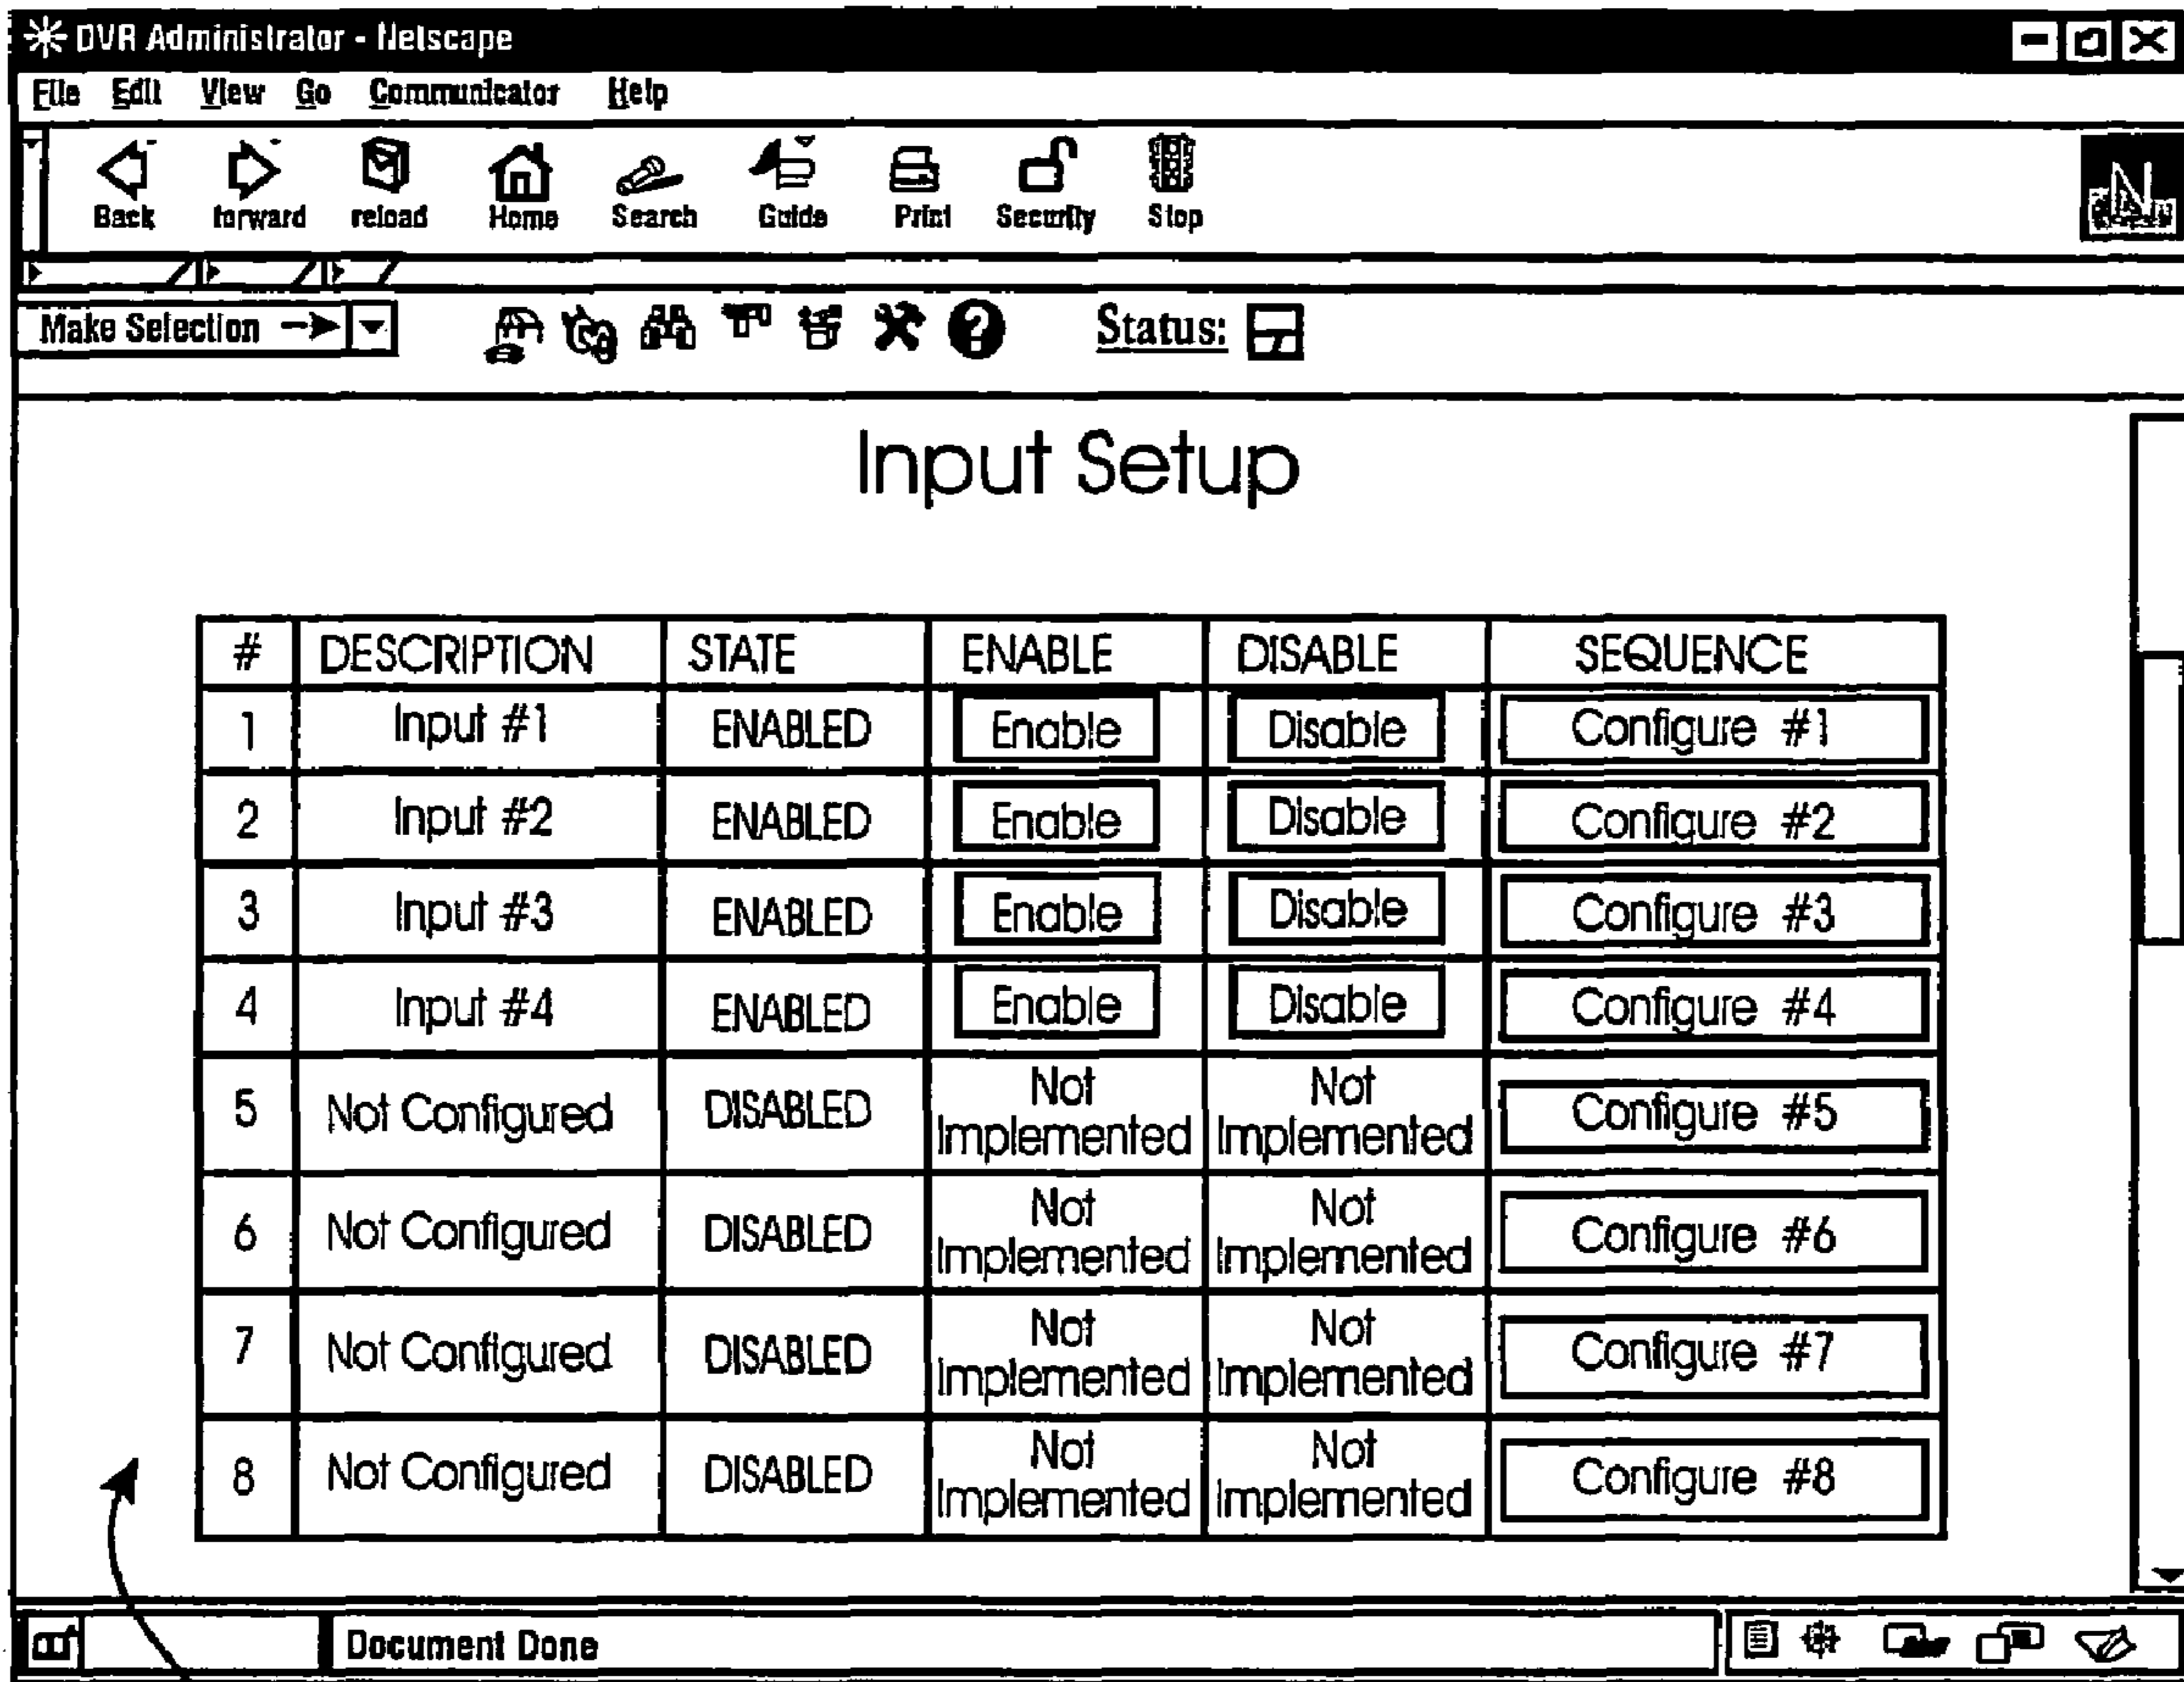 DVR Administrator - Netscape
File Edit View Go Communicator Help
Back forward reload Home Search Guide Print Security Stop
N
Make Selection Status:
Input Setup
# DESCRIPTION STATE ENABLE DISABLE SEQUENCE
1 Input #1 ENABLED Enable Disable Configure #1
2 Input #2 ENABLED Enable Disable Configure #2
3 Input #3 ENABLED Enable Disable Configure #3
4 Input #4 ENABLED Enable Disable Configure #4
5 Not Configured DISABLED Not Implemented Not Implemented Configure #5
6 Not Configured DISABLED Not Implemented Not Implemented Configure #6
7 Not Configured DISABLED Not Implemented Not Implemented Configure #7
8 Not Configured DISABLED Not Implemented Not Implemented Configure #8
Document Done